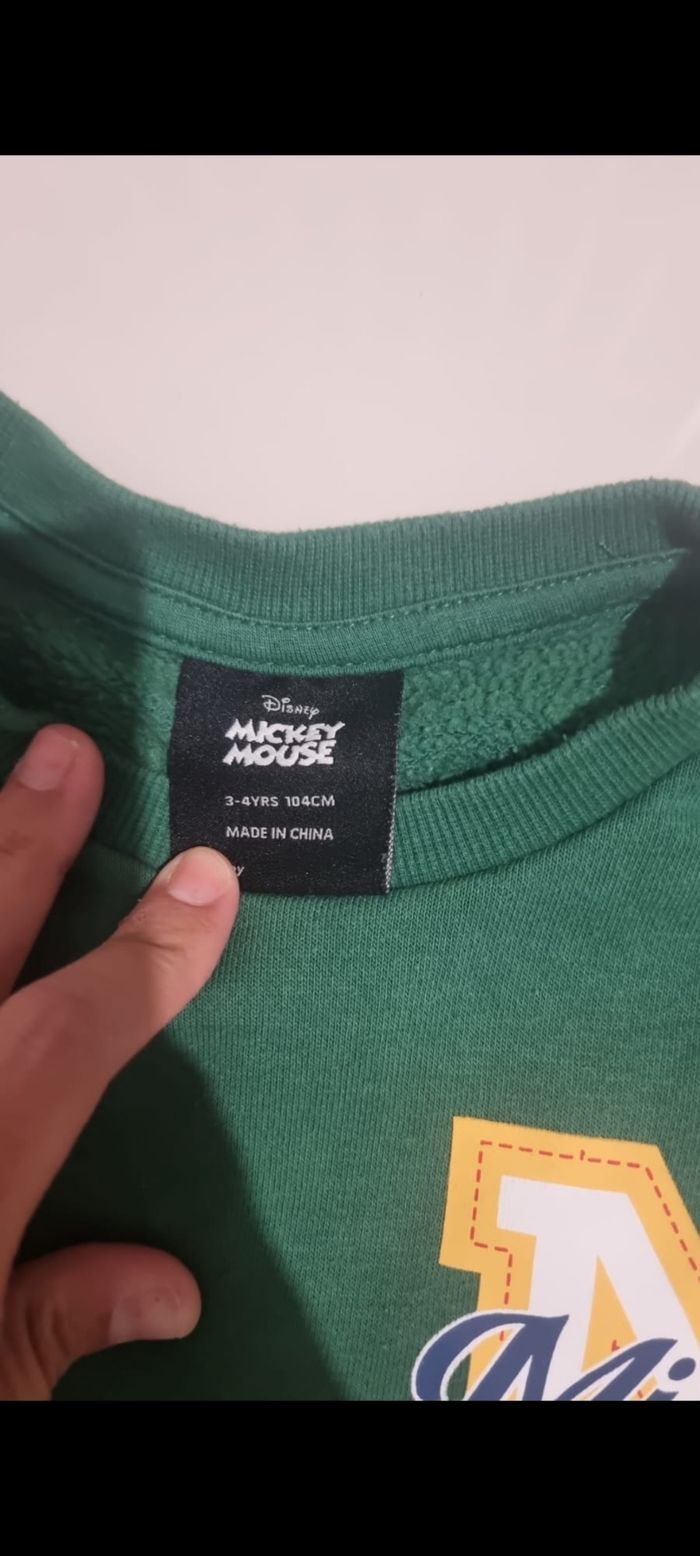 Disney
MICKEY
MOUSE
3-4YRS 104CM
MADE IN CHINA